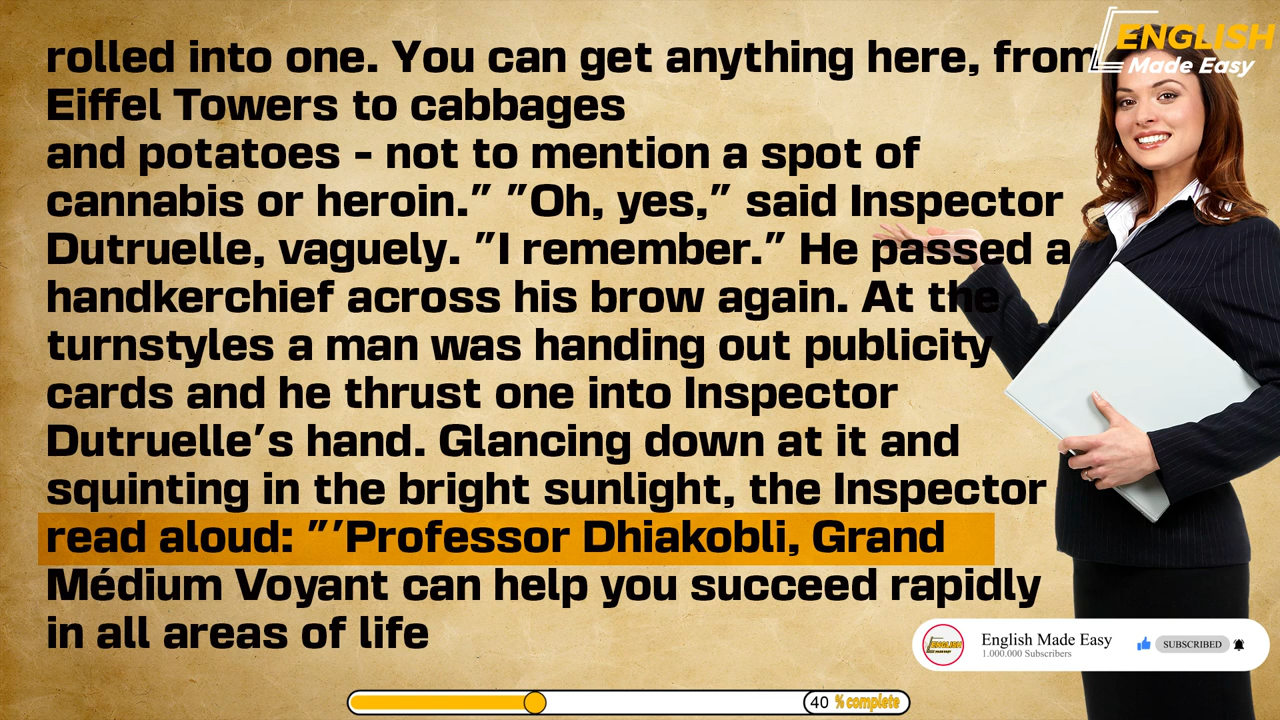 rolled into one. You can get anything here, from
Eiffel Towers to cabbages
and potatoes - not to mention a spot of
cannabis or heroin.” ”Oh, yes,” said Inspector
Dutruelle, vaguely. ”I remember.” He passed a
handkerchief across his brow again. At the
turnstyles a man was handing out publicity
cards and he thrust one into Inspector
Dutruelle’s hand. Glancing down at it and
squinting in the bright sunlight, the Inspector
read aloud: ”’Professor Dhiakobli, Grand
Médium Voyant can help you succeed rapidly
in all areas of life
ENGLISH
Made Easy
ENGLISH
MADE EASY
English Made Easy
1.000.000 Subscribers
SUBSCRIBED
40 % complete